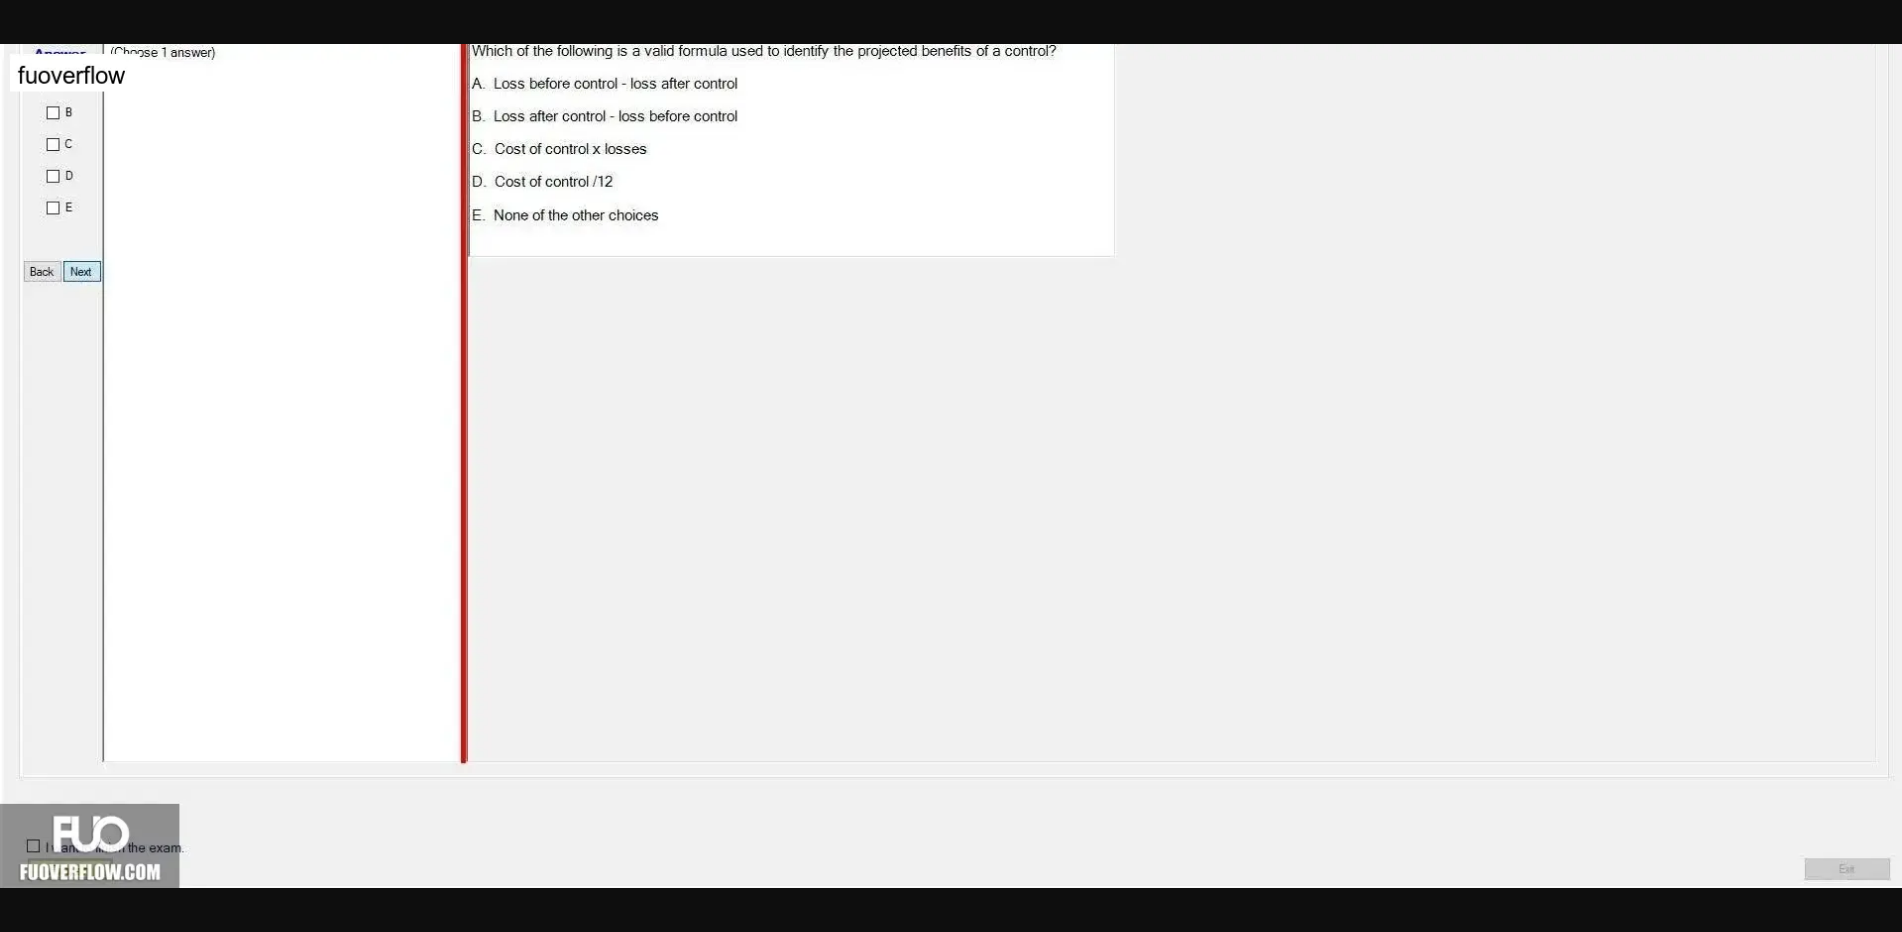 (Choose 1 answer)
fuoverflow
B
C
D
E
Back Next
Which of the following is a valid formula used to identify the projected benefits of a control?
A. Loss before control - loss after control
B. Loss after control - loss before control
C. Cost of control x losses
D. Cost of control /12
E. None of the other choices
I the exam.
FUO
FUOVERFLOW.COM
Exit